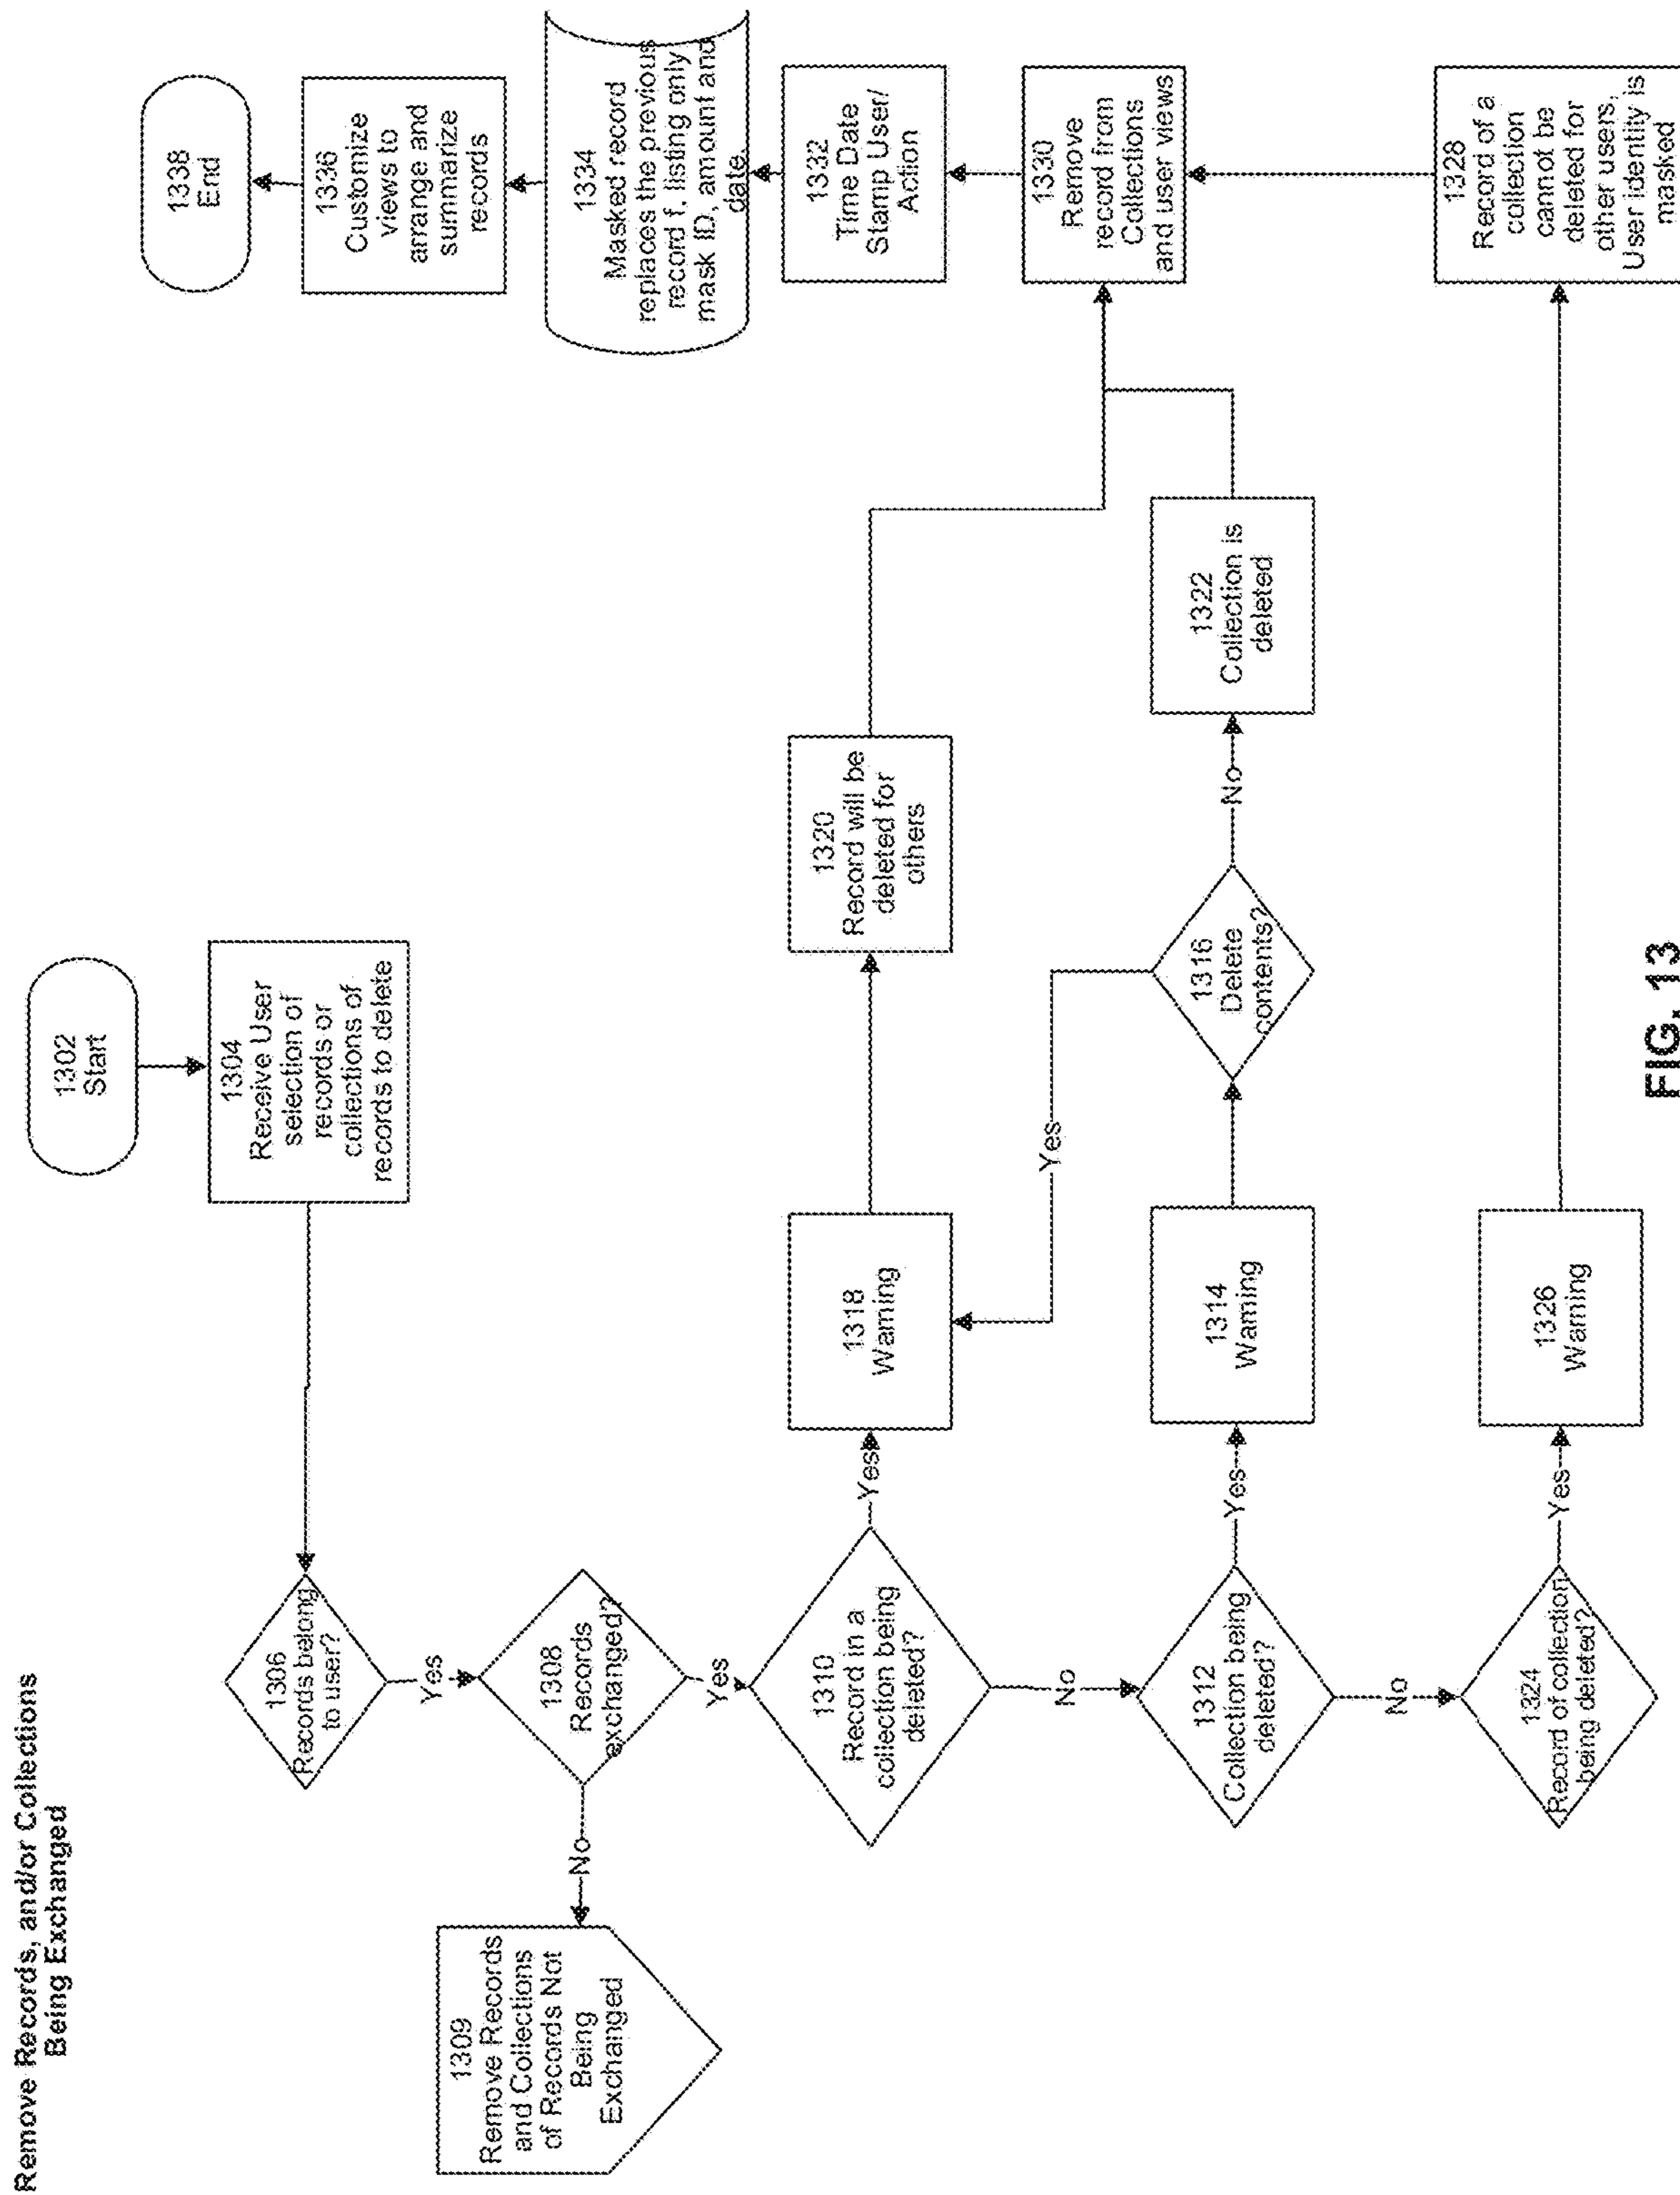 Remove Records, and/or Collections
Being Exchanged
1302
Start
1304
Receive User
selection of
records or
collections of
records to delete
1306
Records belong
to user?
Yes
1308
Records
exchanged?
No
1309
Remove Records
and Collections
of Records Not
Being
Exchanged
Yes
1310
Record in a
collection being
deleted?
Yes
1318
Warning
1320
Record will be
deleted for
others
No
1312
Collection being
deleted?
Yes
1314
Warning
1316
Delete
contents?
Yes
No
1322
Collection is
deleted
No
1324
Record of collection
being deleted?
Yes
1326
Warning
1328
Record of a
collection
cannot be
deleted for
other users,
User identity is
masked
1330
Remove
record from
Collections
and user views
1332
Time Date
Stamp User/
Action
1334
Masked record
replaces the previous
record f, listing only
mask ID, amount and
date.
1336
Customize
views to
arrange and
summarize
records
1338
End
FIG. 13